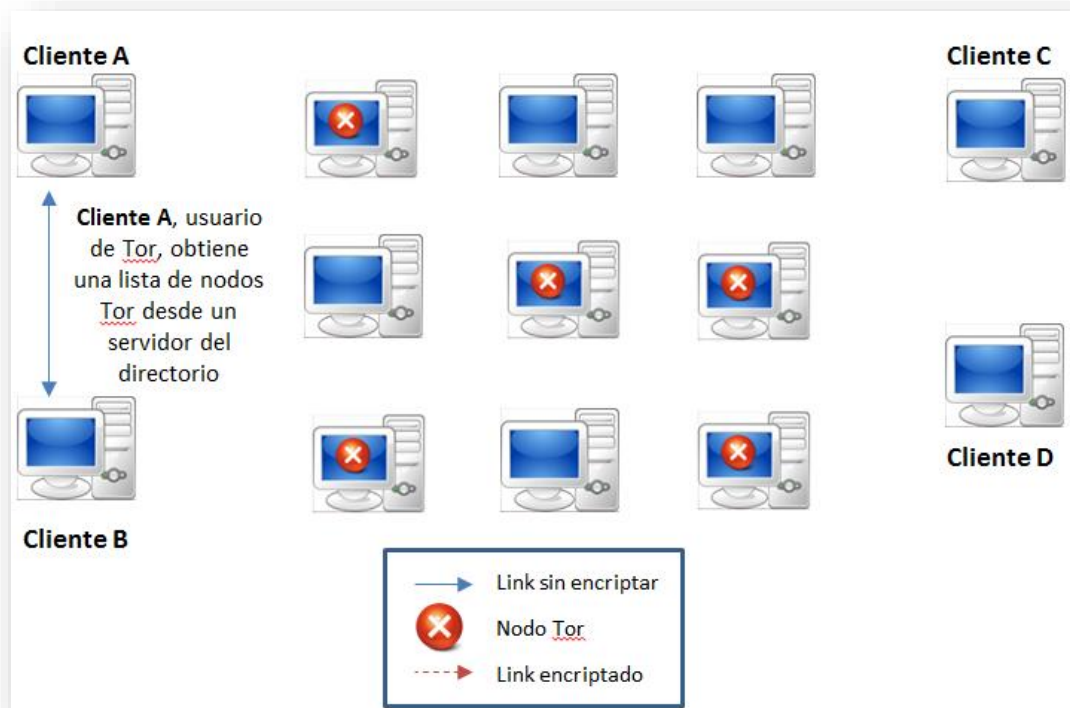 Cliente A
Cliente C
Cliente A, usuario
de Tor, obtiene
una lista de nodos
Tor desde un
servidor del
directorio
Cliente D
Cliente B
Link sin encriptar
Nodo Tor
Link encriptado